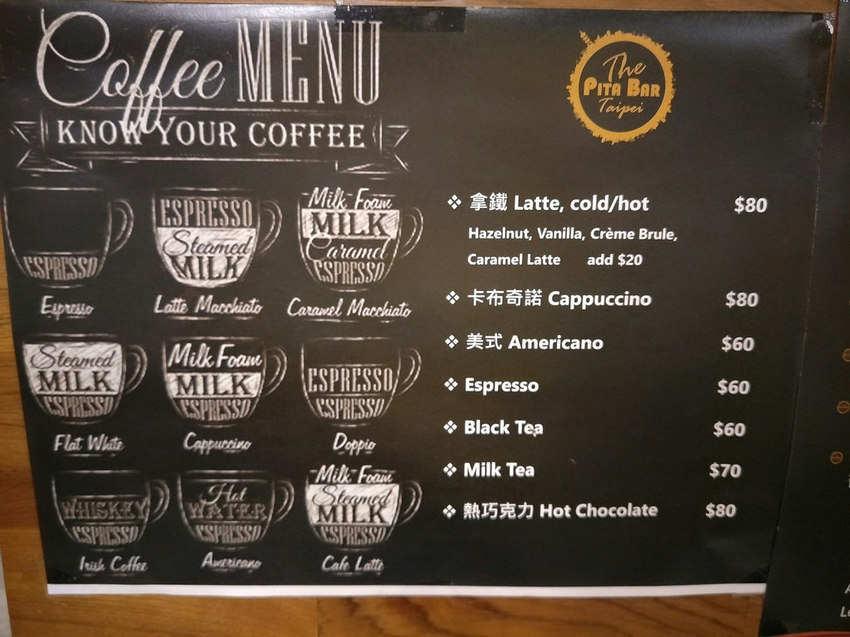 Coffee MENU
KNOW YOUR COFFEE
The
PITA BAR
Taipei
ESPRESSO
Espresso
ESPRESSO
Steamed
MILK
Latte Macchiato
Milk Foam
MILK
Caramel
ESPRESSO
Caramel Macchiato
Steamed
MILK
ESPRESSO
Flat White
Milk Foam
MILK
ESPRESSO
Cappuccino
ESPRESSO
ESPRESSO
Doppio
WHISKEY
ESPRESSO
Irish Coffee
Hot
WATER
ESPRESSO
Americano
Milk Foam
Steamed
MILK
ESPRESSO
Cafe Latte
❖ 拿鐵 Latte, cold/hot $80
Hazelnut, Vanilla, Crème Brule,
Caramel Latte add $20
❖ 卡布奇諾 Cappuccino $80
❖ 美式 Americano $60
❖ Espresso $60
❖ Black Tea $60
❖ Milk Tea $70
❖ 熱巧克力 Hot Chocolate $80